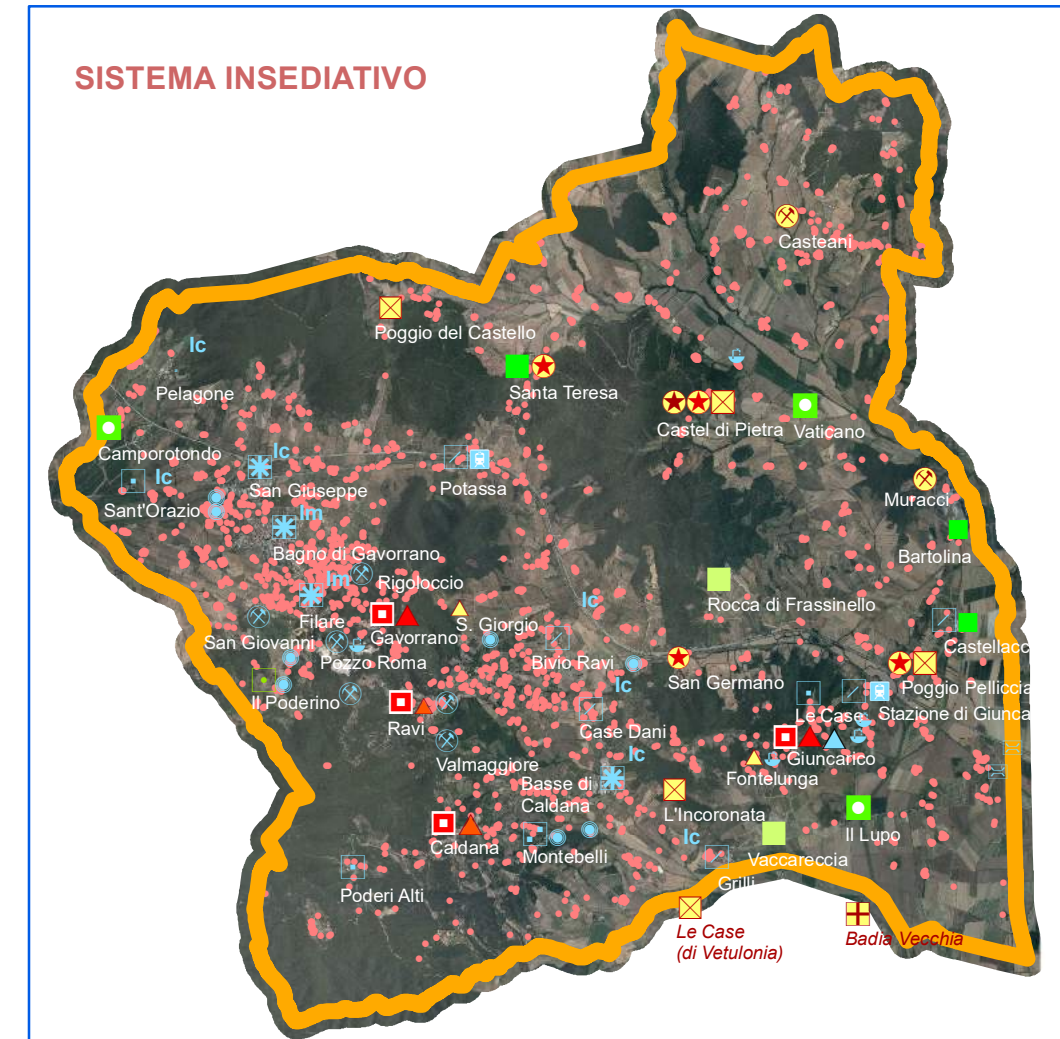 SISTEMA INSEDIATIVO
Casteani
Poggio del Castello
Ic
Pelagone
Santa Teresa
Castel di Pietra
Vaticano
Camporotondo
Ic
Ic
San Giuseppe
Potassa
Sant'Orazio
Muracci
Im
Bagno di Gavorrano
Bartolina
Im
Rigoloccio
Rocca di Frassinello
Ic
Filare
S. Giorgio
San Giovanni
Gavorrano
Castellacc
Pozzo Roma
Bivio Ravi
Ic
San Germano
Poggio Pelliccia
Il Poderino
Le Case
Stazione di Giunca
Ravi
Case Dani
Valmaggiore
Ic
Giuncarico
Basse di
Caldana
Fontelunga
L'Incoronata
Il Lupo
Ic
Caldana
Montebelli
Vaccareccia
Grilli
Poderi Alti
Le Case
(di Vetulonia)
Badia Vecchia